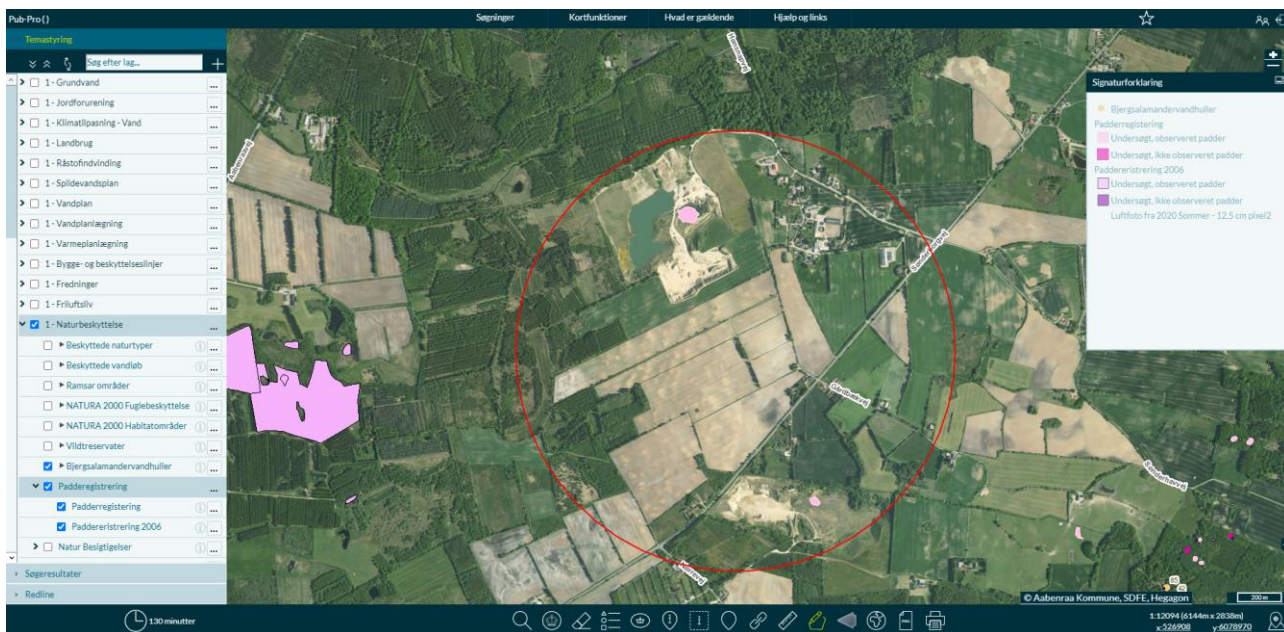 Pub-Pro ()
Søgninger
Kortfunktioner
Hvad er gældende
Hjælp og links
Temastyring
Søg efter lag...
1 - Grundvand
1 - Jordforurening
1 - Klimatilpasning - Vand
1 - Landbrug
1 - Råstofindvinding
1 - Spildevandsplan
1 - Vandplan
1 - Vandplanlægning
1 - Varmeplanlægning
1 - Bygge- og beskyttelseslinjer
1 - Fredninger
1 - Friluftsliv
1 - Naturbeskyttelse
Beskyttede naturtyper
Beskyttede vandløb
Ramsar områder
NATURA 2000 Fuglebeskyttelse
NATURA 2000 Habitatområder
Vildtreservater
Bjergsalamandervandhuller
Padderegistrering
Padderegistering
Paddereristrering 2006
Natur Besigtigelser
Søgeresultater
Redline
Signaturforklaring
Bjergsalamandervandhuller
Padderregistering
Undersøgt, observeret padder
Undersøgt, ikke observeret padder
Paddereristrering 2006
Undersøgt, observeret padder
Undersøgt, ikke observeret padder
Luftfoto fra 2020 Sommer - 12,5 cm pixel2
Gårdbækvej
Sønderhavvej
© Aabenraa Kommune, SDFE, Hegagon
200 m
130 minutter
1:12094 (6144m x 2838m)
x:526908 y:6078970